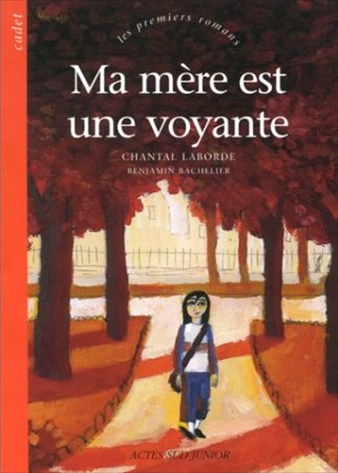 cadet
les premiers romans
Ma mère est
une voyante
CHANTAL LABORDE
BENJAMIN BACHELIER
ACTES SUD JUNIOR